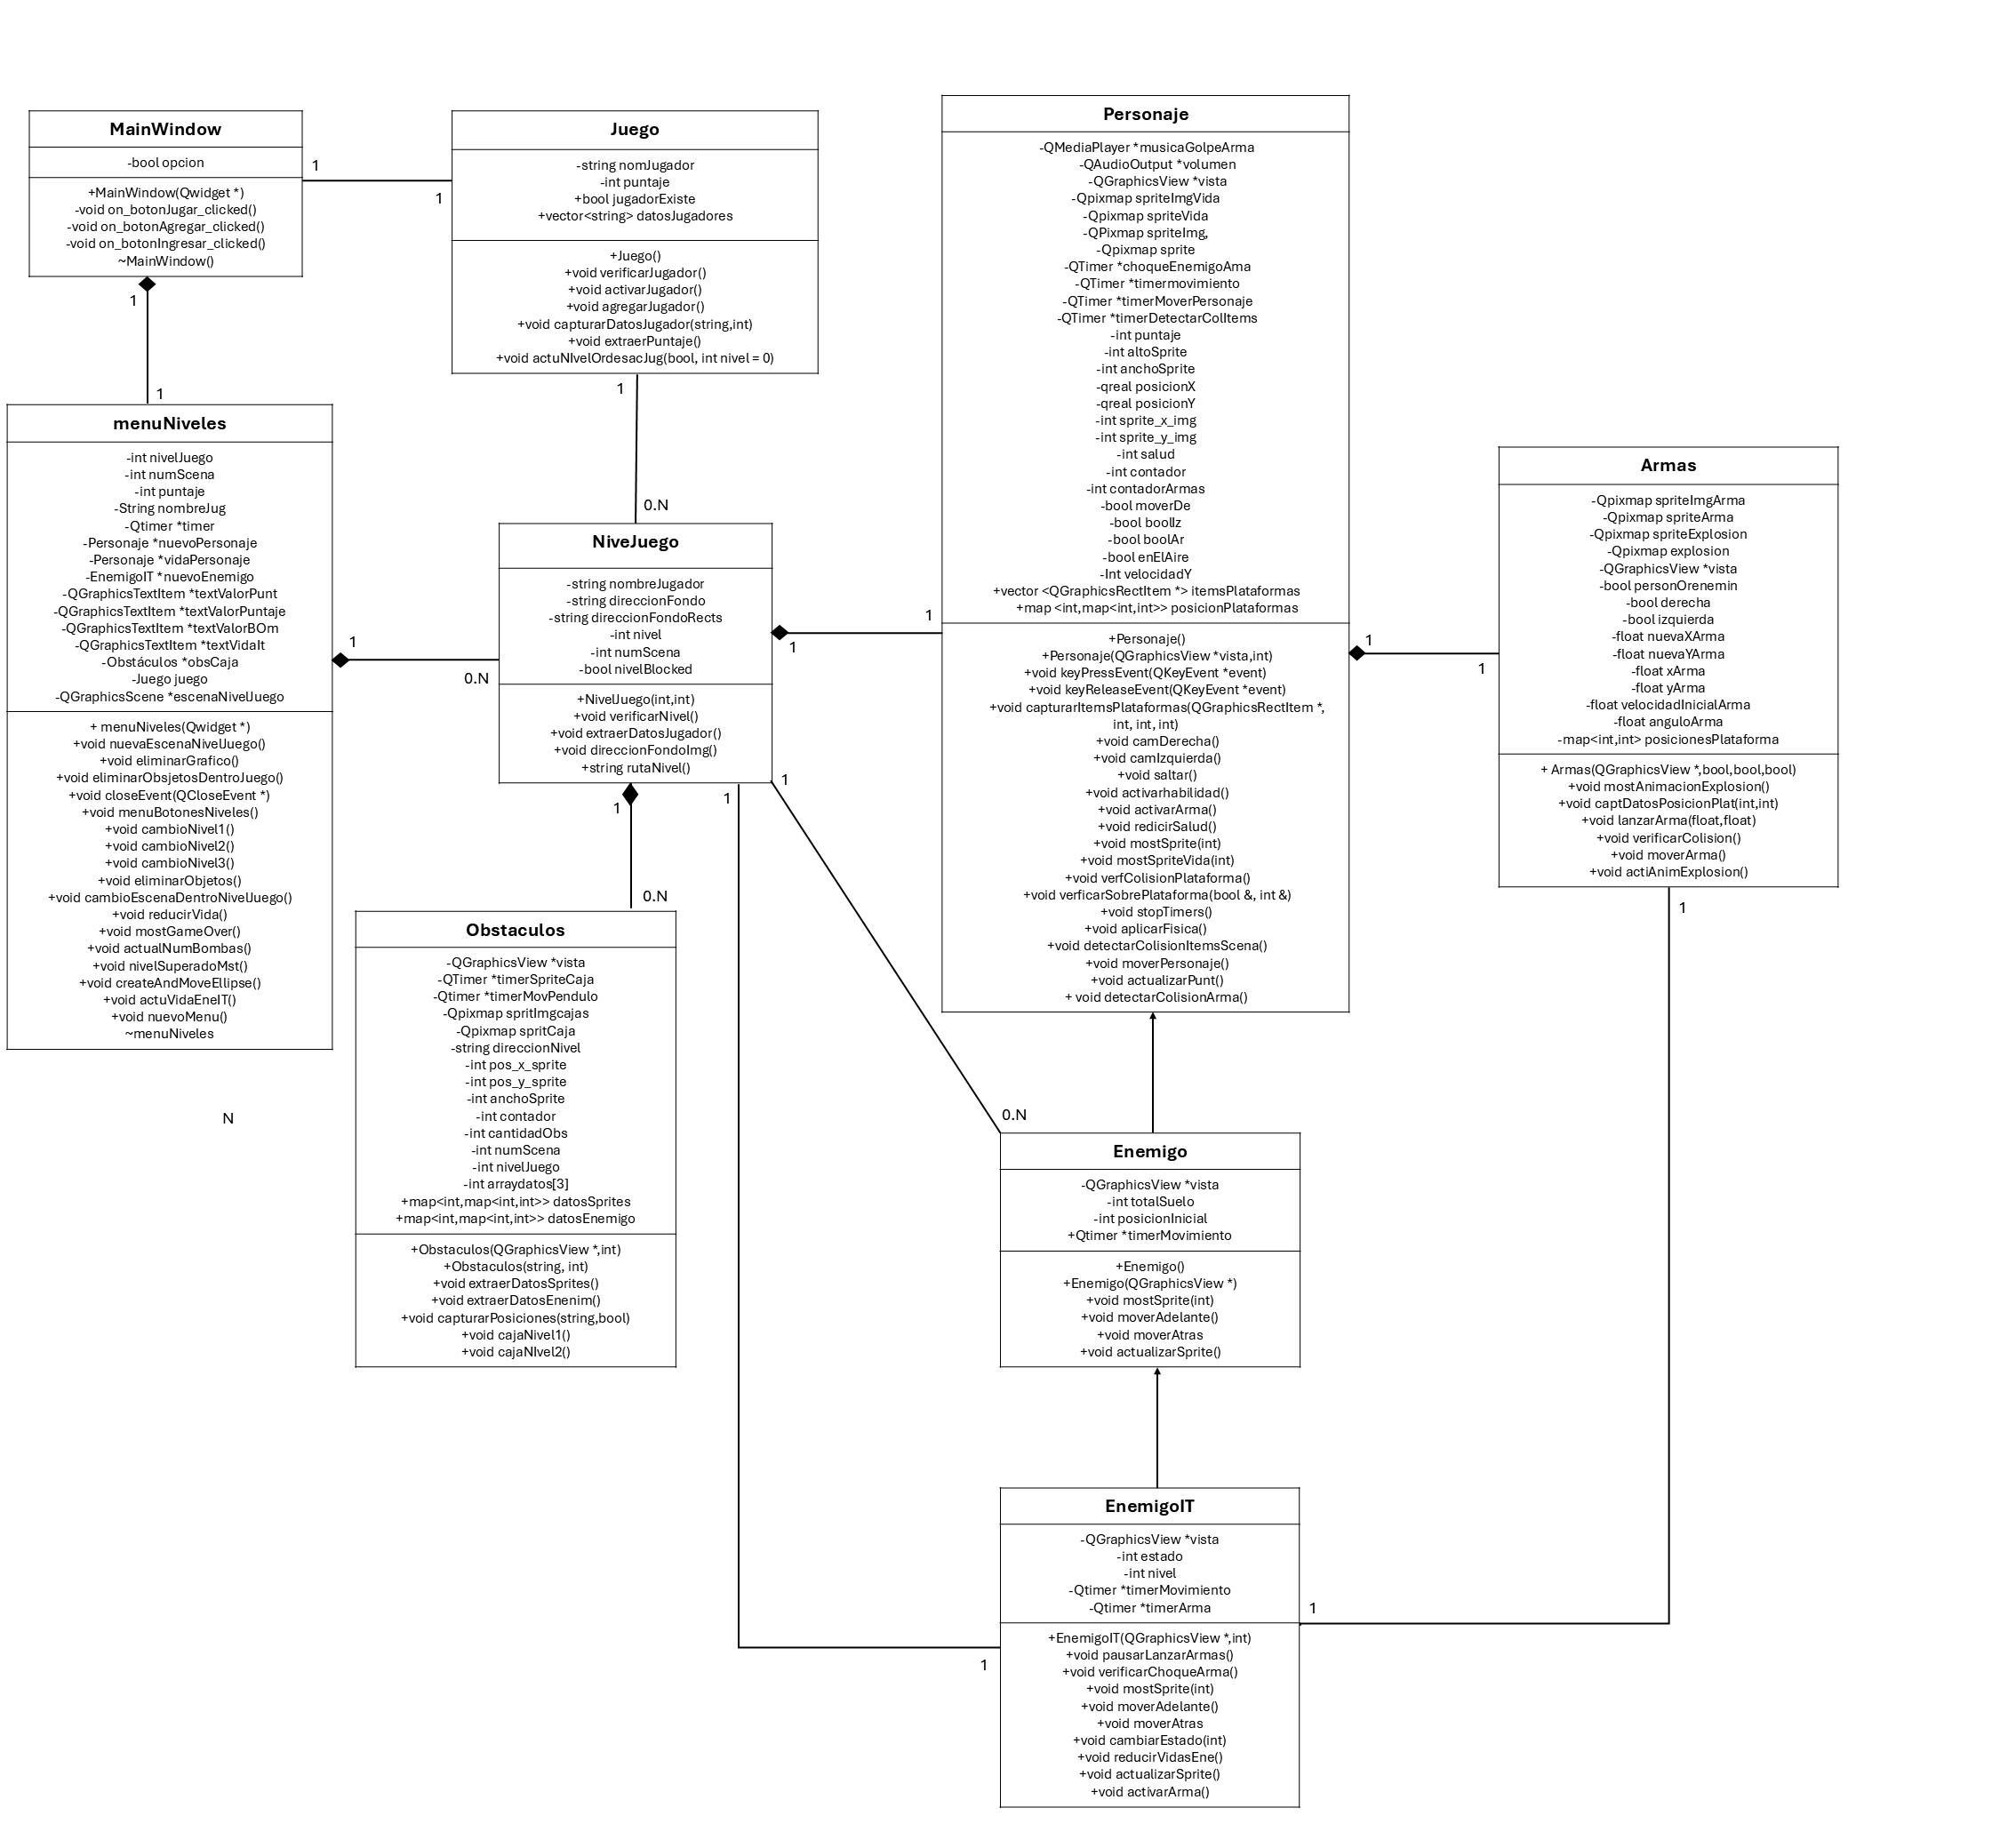 MainWindow
-bool opcion
+MainWindow(Qwidget *)
-void on_botonJugar_clicked()
-void on_botonAgregar_clicked()
-void on_botonIngresar_clicked()
~MainWindow()
1
1
1
1
Juego
-string nomJugador
-int puntaje
+bool jugadorExiste
+vector<string> datosJugadores
+Juego()
+void verificarJugador()
+void activarJugador()
+void agregarJugador()
+void capturarDatosJugador(string,int)
+void extraerPuntaje()
+void actuNIvelOrdesacJug(bool, int nivel = 0)
1
0.N
menuNiveles
-int nivelJuego
-int numScena
-int puntaje
-String nombreJug
-Qtimer *timer
-Personaje *nuevoPersonaje
-Personaje *vidaPersonaje
-EnemigoIT *nuevoEnemigo
-QGraphicsTextItem *textValorPunt
-QGraphicsTextItem *textValorPuntaje
-QGraphicsTextItem *textValorBOm
-QGraphicsTextItem *textVidaIt
-Obstáculos *obsCaja
-Juego juego
-QGraphicsScene *escenaNivelJuego
+ menuNiveles(Qwidget *)
+void nuevaEscenaNivelJuego()
+void eliminarGrafico()
+void eliminarObsjetosDentroJuego()
+void closeEvent(QCloseEvent *)
+void menuBotonesNiveles()
+void cambioNivel1()
+void cambioNivel2()
+void cambioNivel3()
+void eliminarObjetos()
+void cambioEscenaDentroNivelJuego()
+void reducirVida()
+void mostGameOver()
+void actualNumBombas()
+void nivelSuperadoMst()
+void createAndMoveEllipse()
+void actuVidaEneIT()
+void nuevoMenu()
~menuNiveles
1
0.N
N
NiveJuego
-string nombreJugador
-string direccionFondo
-string direccionFondoRects
-int nivel
-int numScena
-bool nivelBlocked
+NivelJuego(int,int)
+void verificarNivel()
+void extraerDatosJugador()
+void direccionFondoImg()
+string rutaNivel()
1
1
1
0.N
1
1
0.N
Obstaculos
-QGraphicsView *vista
-QTimer *timerSpriteCaja
-Qtimer *timerMovPendulo
-Qpixmap spritImgcajas
-Qpixmap spritCaja
-string direccionNivel
-int pos_x_sprite
-int pos_y_sprite
-int anchoSprite
-int contador
-int cantidadObs
-int numScena
-int nivelJuego
-int arraydatos[3]
+map<int,map<int,int>> datosSprites
+map<int,map<int,int>> datosEnemigo
+Obstaculos(QGraphicsView *,int)
+Obstaculos(string, int)
+void extraerDatosSprites()
+void extraerDatosEnenim()
+void capturarPosiciones(string,bool)
+void cajaNivel1()
+void cajaNIvel2()
Personaje
-QMediaPlayer *musicaGolpeArma
-QAudioOutput *volumen
-QGraphicsView *vista
-Qpixmap spriteImgVida
-Qpixmap spriteVida
-QPixmap spriteImg,
-Qpixmap sprite
-QTimer *choqueEnemigoAma
-QTimer *timermovimiento
-QTimer *timerMoverPersonaje
-QTimer *timerDetectarColItems
-int puntaje
-int altoSprite
-int anchoSprite
-qreal posicionX
-qreal posicionY
-int sprite_x_img
-int sprite_y_img
-int salud
-int contador
-int contadorArmas
-bool moverDe
-bool boolIz
-bool boolAr
-bool enElAire
-Int velocidadY
+vector <QGraphicsRectItem *> itemsPlataformas
+map <int,map<int,int>> posicionPlataformas
+Personaje()
+Personaje(QGraphicsView *vista,int)
+void keyPressEvent(QKeyEvent *event)
+void keyReleaseEvent(QKeyEvent *event)
+void capturarItemsPlataformas(QGraphicsRectItem *,
int, int, int)
+void camDerecha()
+void camIzquierda()
+void saltar()
+void activarhabilidad()
+void activarArma()
+void redicirSalud()
+void mostSprite(int)
+void mostSpriteVida(int)
+void verfColisionPlataforma()
+void verficarSobrePlataforma(bool &, int &)
+void stopTimers()
+void aplicarFisica()
+void detectarColisionItemsScena()
+void moverPersonaje()
+void actualizarPunt()
+ void detectarColisionArma()
1
1
Armas
-Qpixmap spriteImgArma
-Qpixmap spriteArma
-Qpixmap spriteExplosion
-Qpixmap explosion
-QGraphicsView *vista
-bool personOrenemin
-bool derecha
-bool izquierda
-float nuevaXArma
-float nuevaYArma
-float xArma
-float yArma
-float velocidadInicialArma
-float anguloArma
-map<int,int> posicionesPlataforma
+ Armas(QGraphicsView *,bool,bool,bool)
+void mostAnimacionExplosion()
+void captDatosPosicionPlat(int,int)
+void lanzarArma(float,float)
+void verificarColision()
+void moverArma()
+void actiAnimExplosion()
1
Enemigo
-QGraphicsView *vista
-int totalSuelo
-int posicionInicial
+Qtimer *timerMovimiento
+Enemigo()
+Enemigo(QGraphicsView *)
+void mostSprite(int)
+void moverAdelante()
+void moverAtras
+void actualizarSprite()
EnemigoIT
-QGraphicsView *vista
-int estado
-int nivel
-Qtimer *timerMovimiento
-Qtimer *timerArma
+EnemigoIT(QGraphicsView *,int)
+void pausarLanzarArmas()
+void verificarChoqueArma()
+void mostSprite(int)
+void moverAdelante()
+void moverAtras
+void cambiarEstado(int)
+void reducirVidasEne()
+void actualizarSprite()
+void activarArma()
1
1